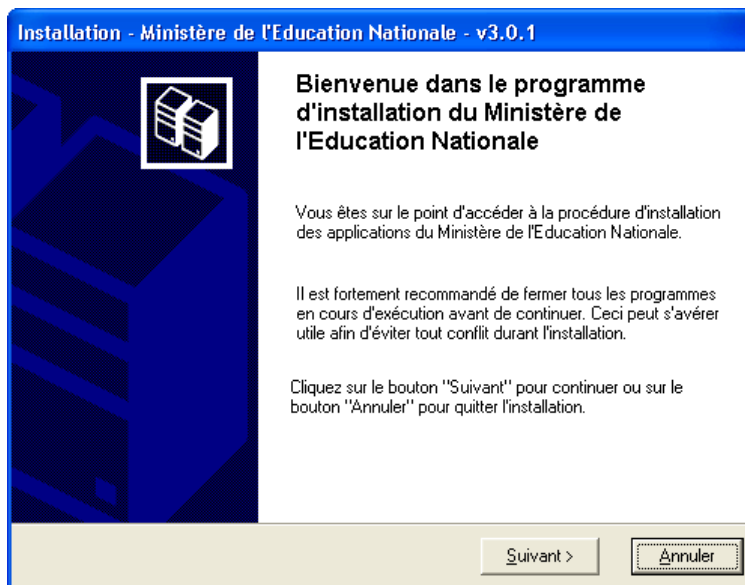 Installation - Ministère de l'Education Nationale - v3.0.1
Bienvenue dans le programme
d'installation du Ministère de
l'Education Nationale
Vous êtes sur le point d'accéder à la procédure d'installation
des applications du Ministère de l'Education Nationale.
Il est fortement recommandé de fermer tous les programmes
en cours d'exécution avant de continuer. Ceci peut s'avérer
utile afin d'éviter tout conflit durant l'installation.
Cliquez sur le bouton "Suivant" pour continuer ou sur le
bouton "Annuler" pour quitter l'installation.
Suivant >
Annuler